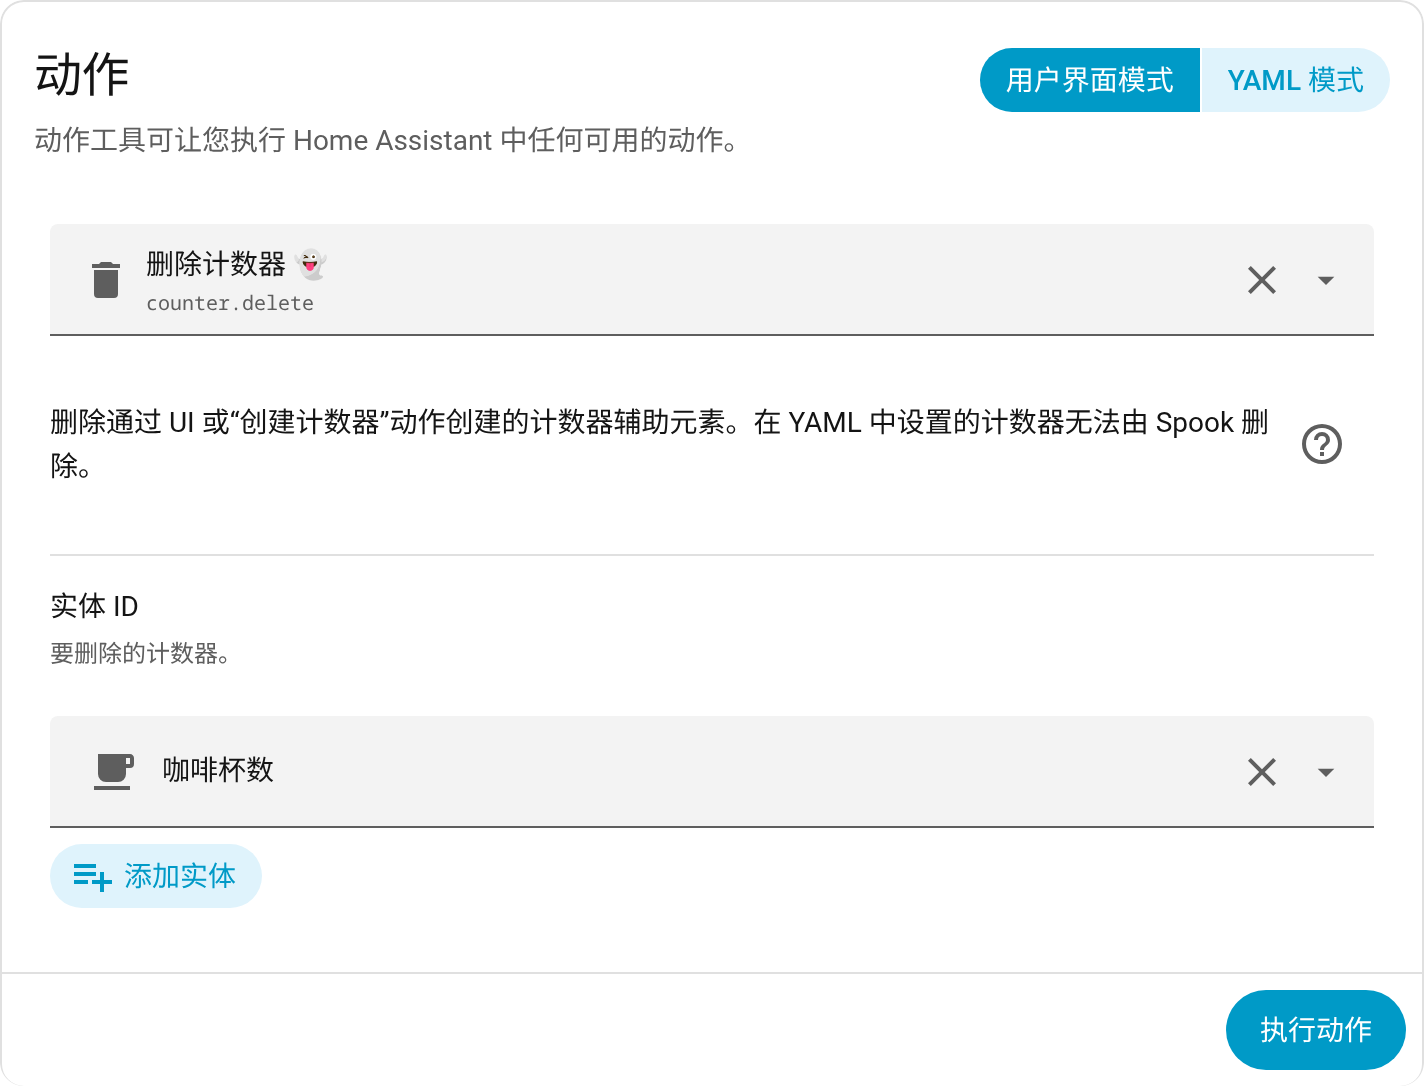 动作
用户界面模式
YAML 模式
动作工具可让您执行 Home Assistant 中任何可用的动作。
删除计数器 👻
counter.delete
删除通过 UI 或“创建计数器”动作创建的计数器辅助元素。在 YAML 中设置的计数器无法由 Spook 删
除。
实体 ID
要删除的计数器。
咖啡杯数
添加实体
执行动作